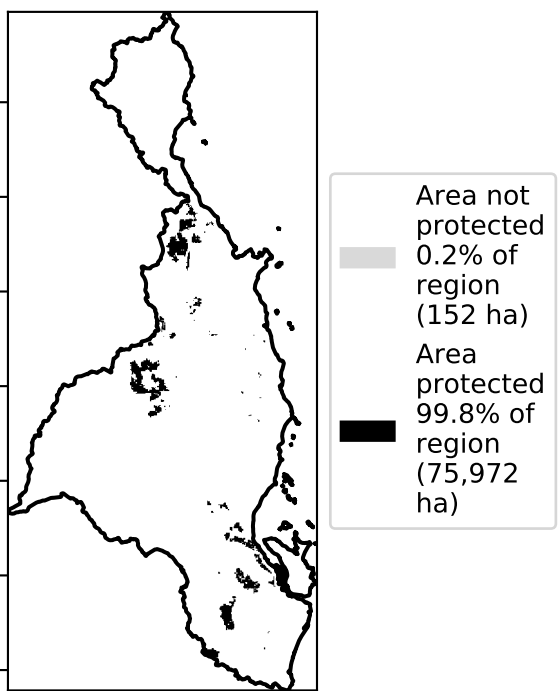 Area not
protected
0.2% of
region
(152 ha)
Area
protected
99.8% of
region
(75,972
ha)